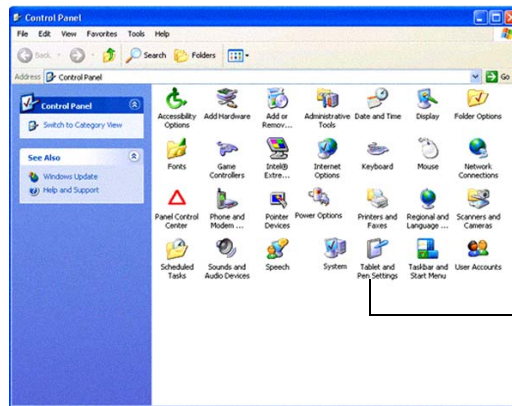 Control Panel
File Edit View Favorites Tools Help
Back Search Folders
Address Control Panel Go
Control Panel
Switch to Category View
See Also
Windows Update
Help and Support
Accessibility Options
Add Hardware
Add or Remov...
Administrative Tools
Date and Time
Display
Folder Options
Fonts
Game Controllers
Intel® Extre...
Internet Options
Keyboard
Mouse
Network Connections
Panel Control Center
Phone and Modem ...
Pointer Devices
Power Options
Printers and Faxes
Regional and Language ...
Scanners and Cameras
Scheduled Tasks
Sounds and Audio Devices
Speech
System
Tablet and Pen Settings
Taskbar and Start Menu
User Accounts